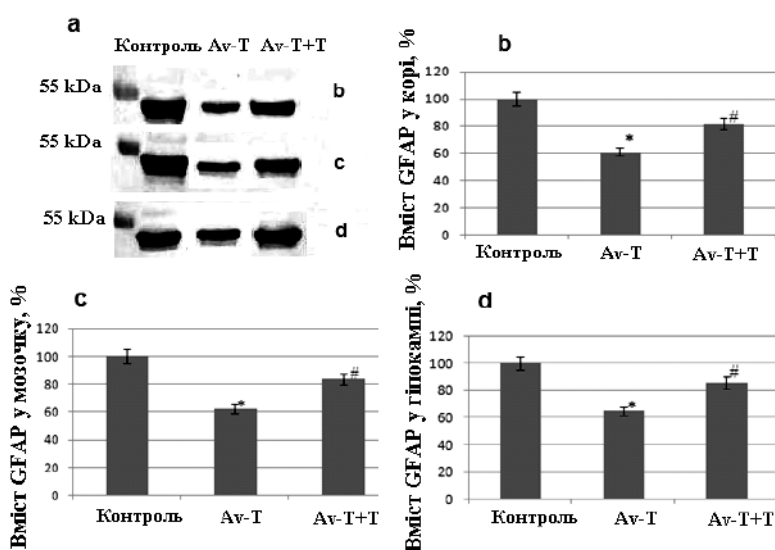 a
Контроль Av-T Av-T+T
55 kDa
b
55 kDa
c
55 kDa
d
b
Вміст GFAP у корі, %
120
100
80
60
40
20
0
*
#
Контроль Av-T Av-T+T
c
Вміст GFAP у мозочку, %
120
100
80
60
40
20
0
*
#
Контроль Av-T Av-T+T
d
Вміст GFAP у гіпокампі, %
120
100
80
60
40
20
0
*
#
Контроль Av-T Av-T+T